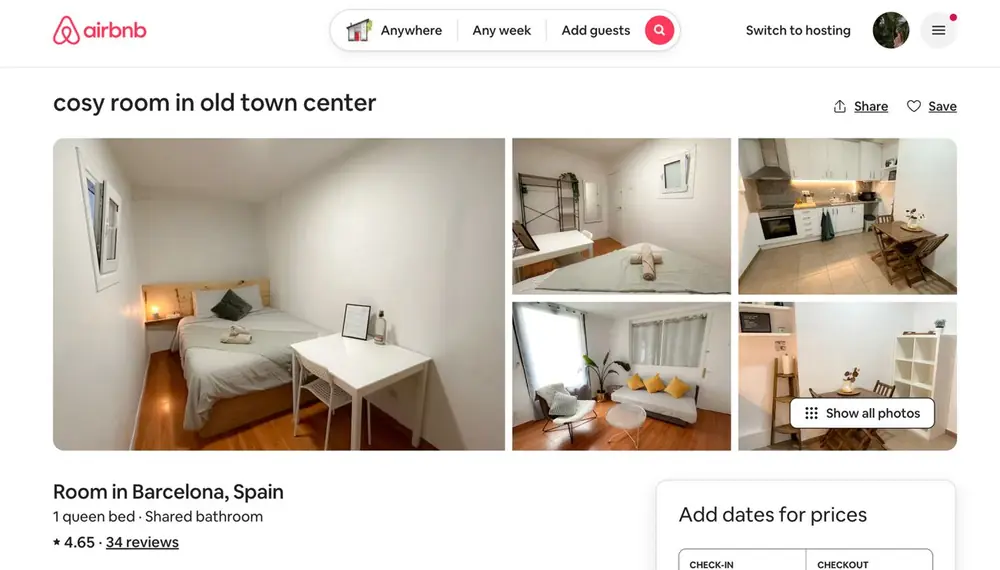 airbnb
Anywhere Any week Add guests
Switch to hosting
cosy room in old town center
Share Save
Show all photos
Room in Barcelona, Spain
1 queen bed · Shared bathroom
★ 4.65 · 34 reviews
Add dates for prices
CHECK-IN CHECKOUT